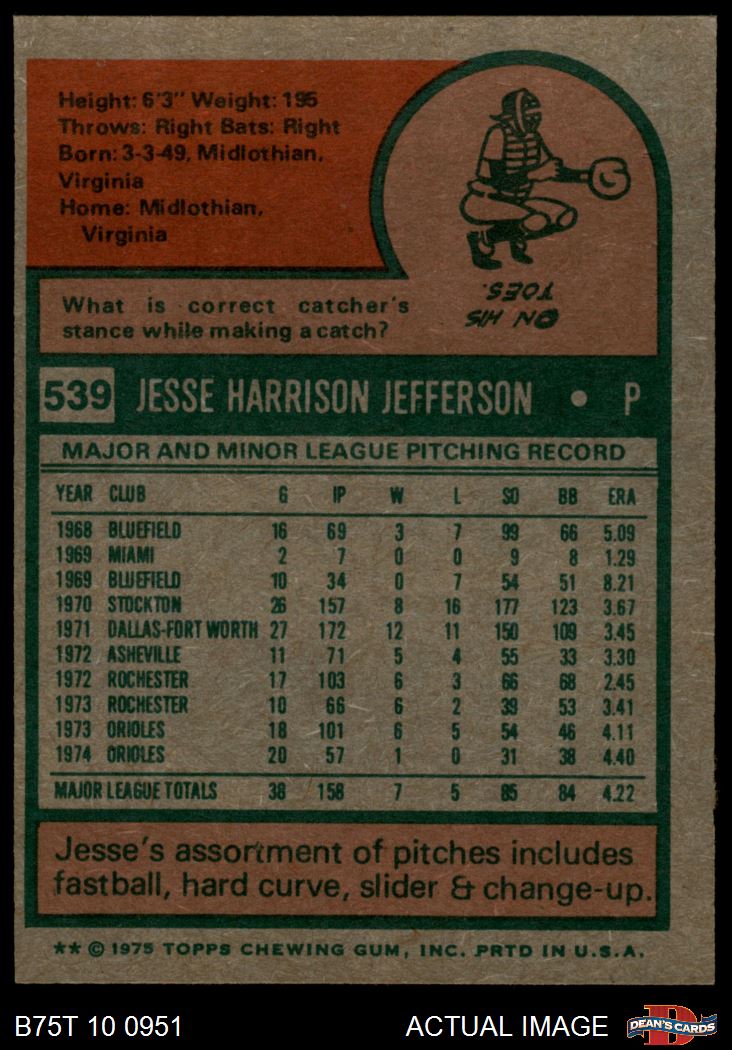 Height: 6'3" Weight: 195
Throws: Right Bats: Right
Born: 3-3-49, Midlothian,
Virginia
Home: Midlothian,
Virginia
What is correct catcher's
stance while making a catch?
ON HIS
TOES.
539 JESSE HARRISON JEFFERSON • P
MAJOR AND MINOR LEAGUE PITCHING RECORD
YEAR CLUB G IP W L SO BB ERA
1968 BLUEFIELD 16 69 3 7 99 66 5.09
1969 MIAMI 2 7 0 0 9 8 1.29
1969 BLUEFIELD 10 34 0 7 54 51 8.21
1970 STOCKTON 26 157 8 16 177 123 3.67
1971 DALLAS-FORT WORTH 27 172 12 11 150 109 3.45
1972 ASHEVILLE 11 71 5 4 55 33 3.30
1972 ROCHESTER 17 103 6 3 66 68 2.45
1973 ROCHESTER 10 66 6 2 39 53 3.41
1973 ORIOLES 18 101 6 5 54 46 4.11
1974 ORIOLES 20 57 1 0 31 38 4.40
MAJOR LEAGUE TOTALS 38 158 7 5 85 84 4.22
Jesse's assortment of pitches includes
fastball, hard curve, slider & change-up.
** © 1975 TOPPS CHEWING GUM, INC. PRTD IN U.S.A.
B75T 10 0951 ACTUAL IMAGE DEAN'S CARDS